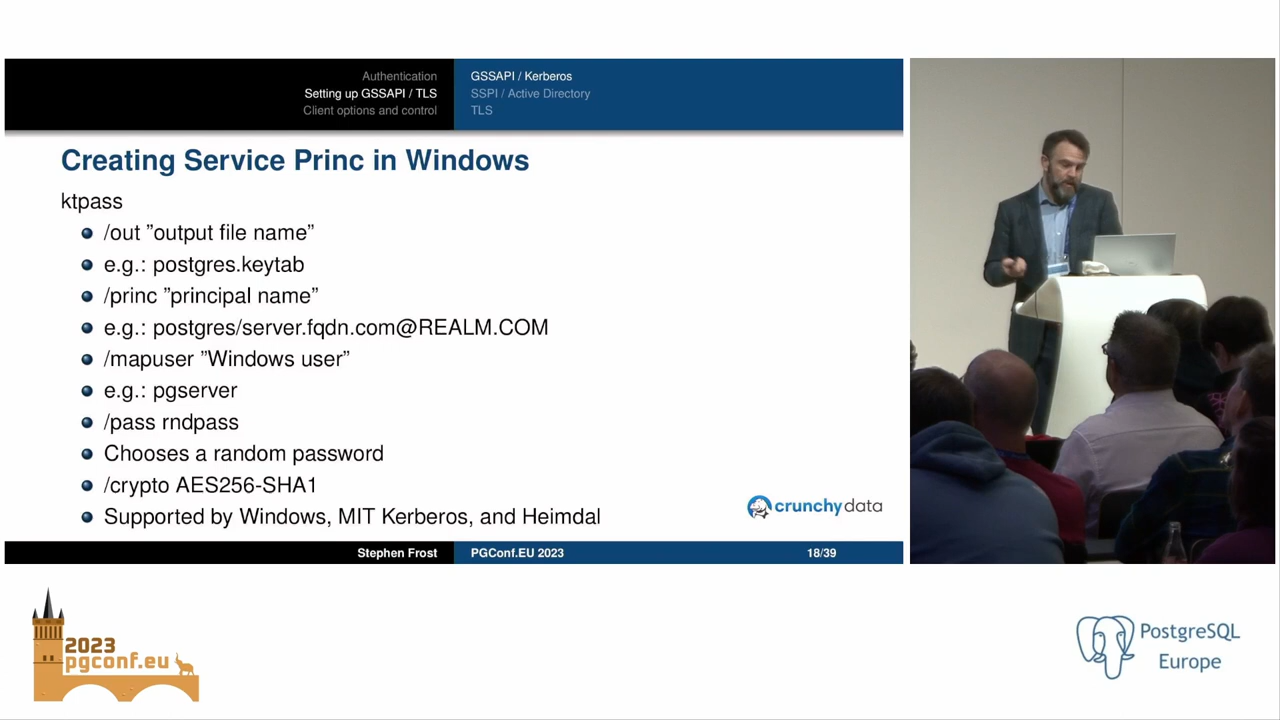 Authentication
Setting up GSSAPI / TLS
Client options and control
GSSAPI / Kerberos
SSPI / Active Directory
TLS
Creating Service Princ in Windows
ktpass
/out ”output file name”
e.g.: postgres.keytab
/princ ”principal name”
e.g.: postgres/server.fqdn.com@REALM.COM
/mapuser ”Windows user”
e.g.: pgserver
/pass rndpass
Chooses a random password
/crypto AES256-SHA1
Supported by Windows, MIT Kerberos, and Heimdal
crunchydata
Stephen Frost
PGConf.EU 2023
18/39
2023
pgconf.eu
PostgreSQL
Europe